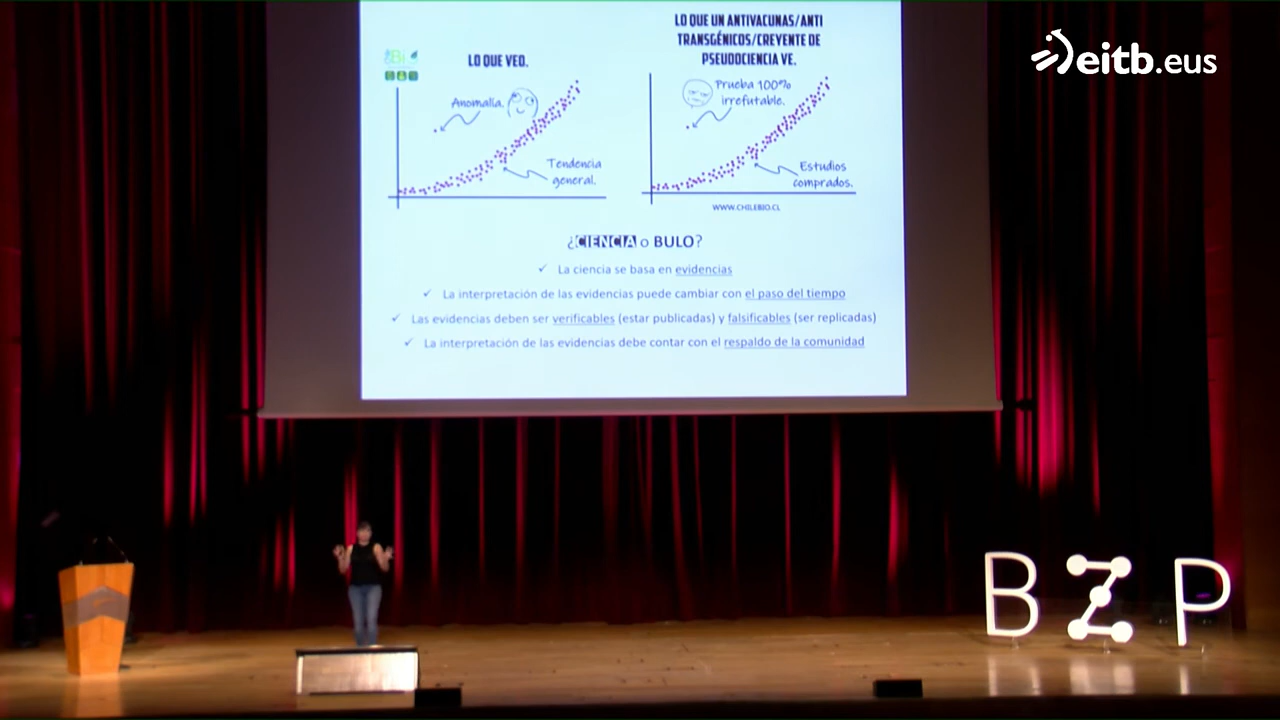 LO QUE UN ANTIVACUNAS/ANTI
TRANSGÉNICOS/CREYENTE DE
PSEUDOCIENCIA VE.
LO QUE VEO.
Bi
Anomalía.
Tendencia
general.
Prueba 100%
irrefutable.
Estudios
comprados.
WWW.CHILEBIO.CL
¿CIENCIA o BULO?
✓ La ciencia se basa en evidencias
✓ La interpretación de las evidencias puede cambiar con el paso del tiempo
✓ Las evidencias deben ser verificables (estar publicadas) y falsificables (ser replicadas)
✓ La interpretación de las evidencias debe contar con el respaldo de la comunidad
eitb.eus
BZP